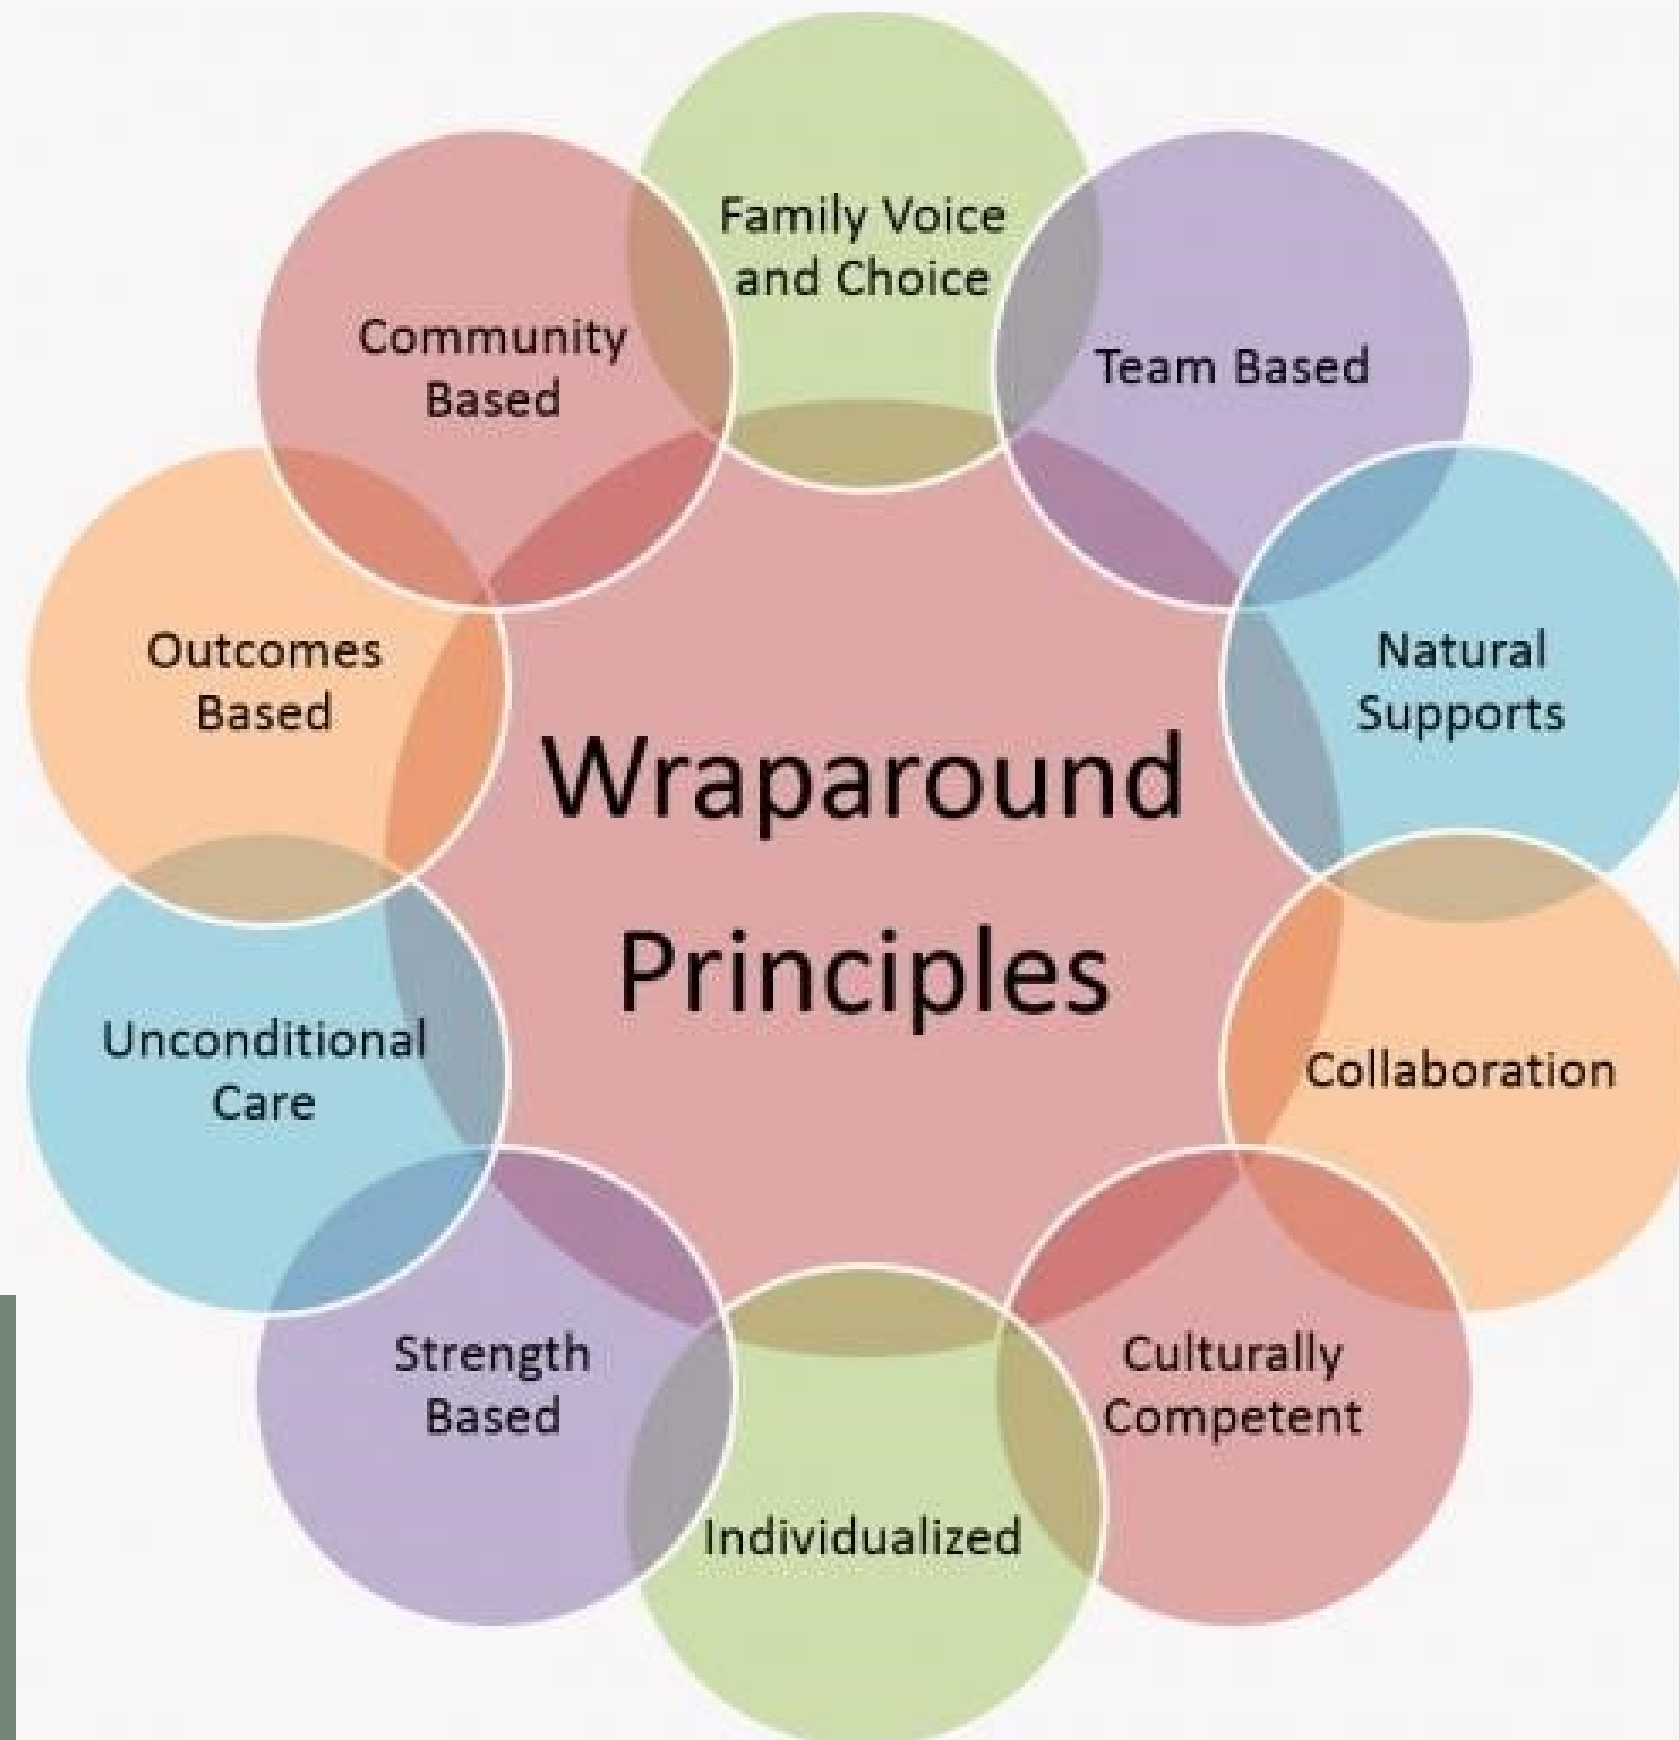 Family Voice
and Choice
Team Based
Natural
Supports
Collaboration
Culturally
Competent
Individualized
Strength
Based
Unconditional
Care
Outcomes
Based
Community
Based
Wraparound
Principles